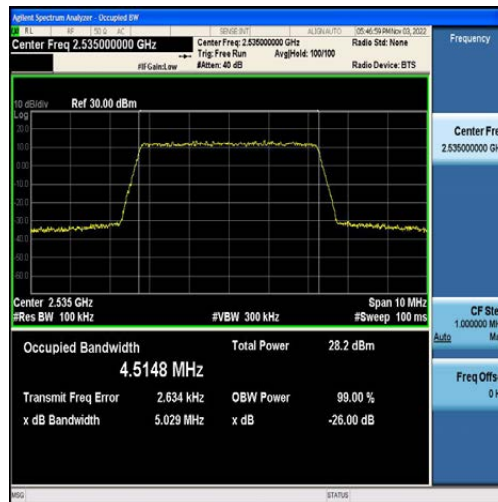 Agilent Spectrum Analyzer - Occupied BW
RL RF 50 Ω AC SENSE:INT ALIGNAUTO 05:46:59 PM Nov 03, 2022
Center Freq 2.535000000 GHz
Center Freq: 2.535000000 GHz Radio Std: None
Trig: Free Run Avg|Hold: 100/100
#IFGain:Low #Atten: 40 dB Radio Device: BTS
Frequency
10 dB/div Ref 30.00 dBm
Log
20.0
10.0
0.00
-10.0
-20.0
-30.0
-40.0
-50.0
-60.0
Center Fre
2.535000000 GH
Center 2.535 GHz Span 10 MHz
#Res BW 100 kHz #VBW 300 kHz #Sweep 100 ms
CF Ste
1.000000 MH
Auto Ma
Occupied Bandwidth Total Power 28.2 dBm
4.5148 MHz
Transmit Freq Error 2.634 kHz OBW Power 99.00 %
x dB Bandwidth 5.029 MHz x dB -26.00 dB
Freq Offs
0 H
MSG STATUS